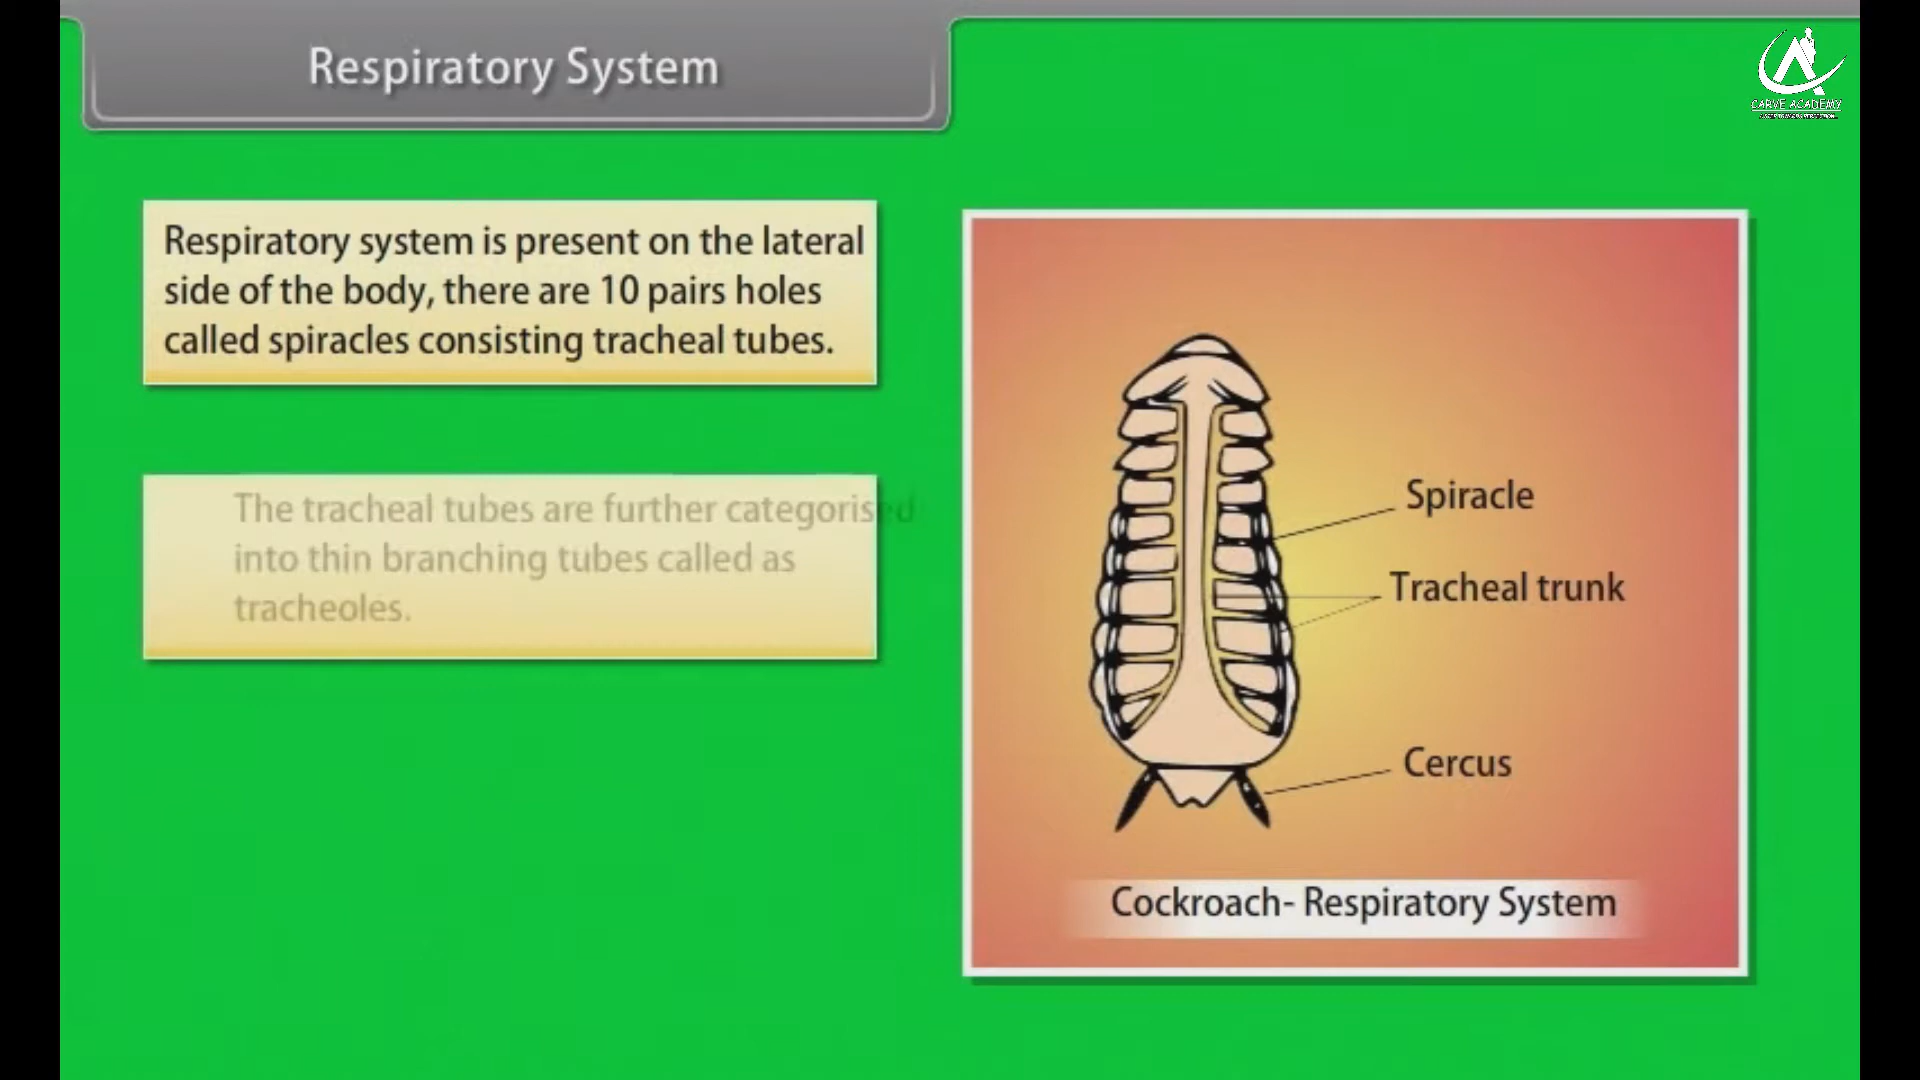 Respiratory System
CARVE ACADEMY
Respiratory system is present on the lateral
side of the body, there are 10 pairs holes
called spiracles consisting tracheal tubes.
The tracheal tubes are further categorised
into thin branching tubes called as
tracheoles.
Spiracle
Tracheal trunk
Cercus
Cockroach- Respiratory System